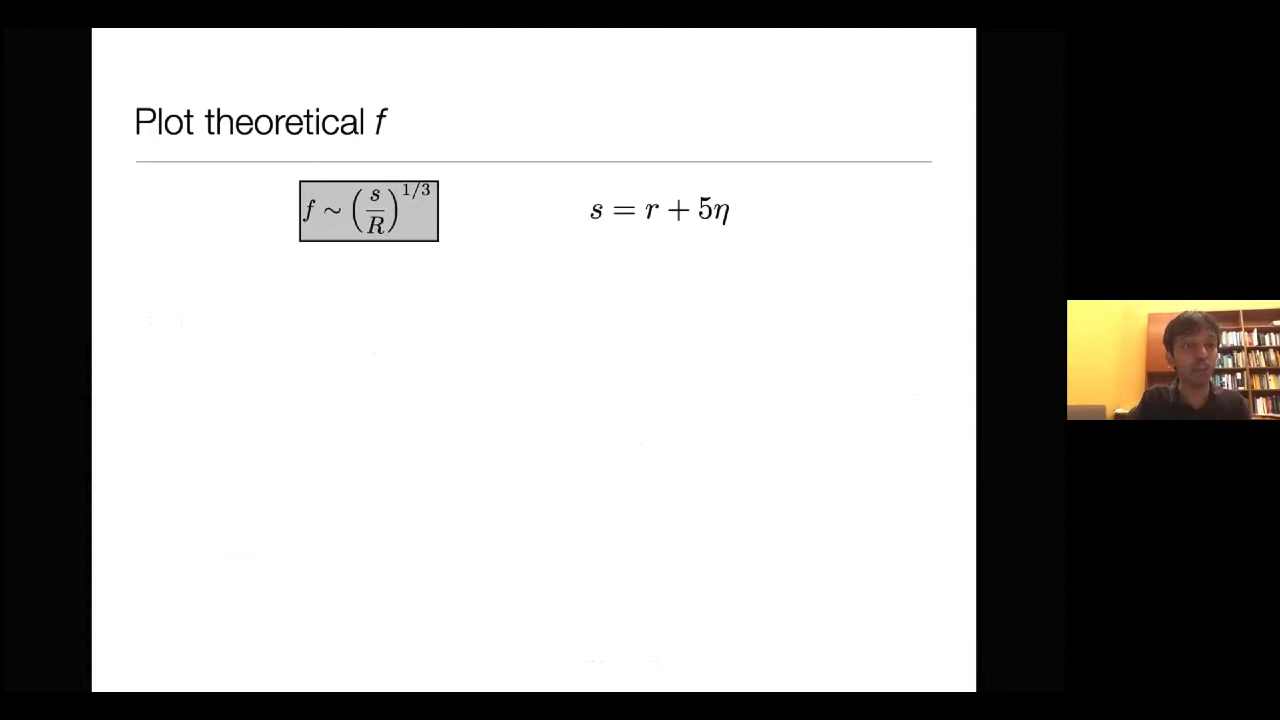 Plot theoretical f
f ∼ (s/R)^{1/3}
s = r + 5η